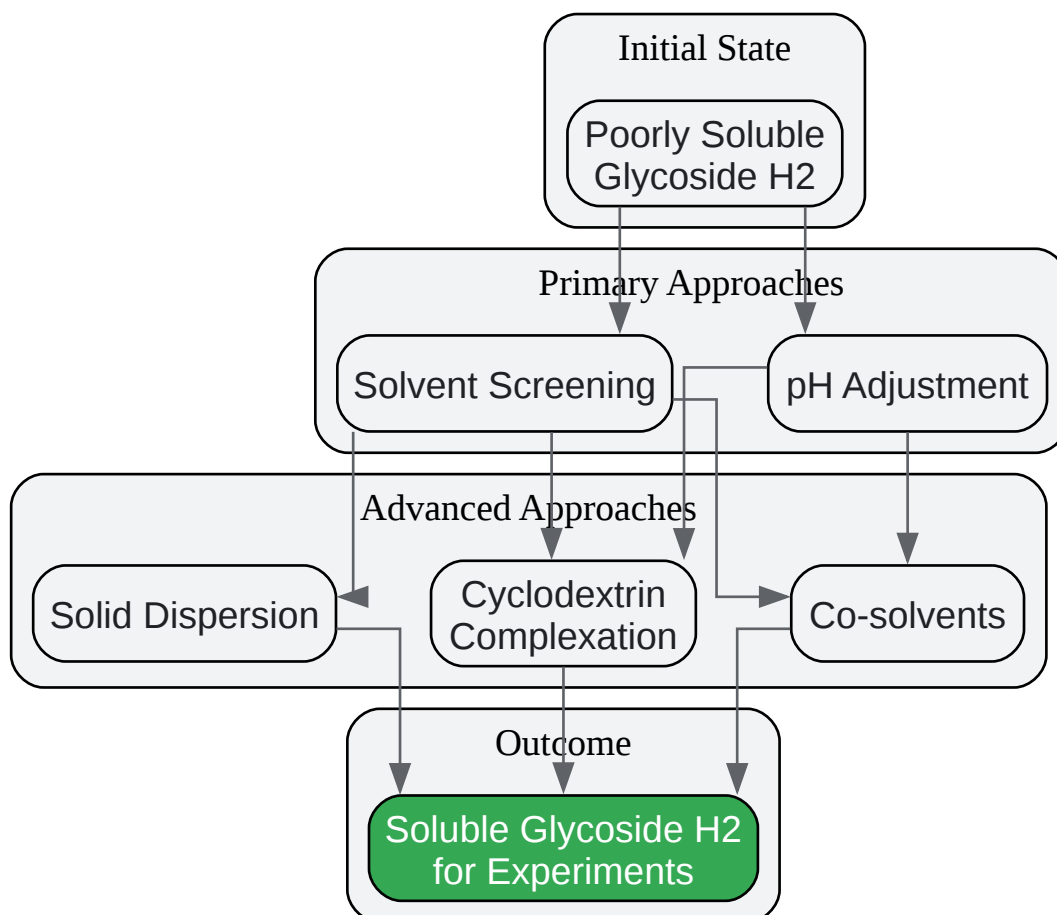 Initial State
Poorly Soluble
Glycoside H2
Primary Approaches
Solvent Screening
pH Adjustment
Advanced Approaches
Solid Dispersion
Cyclodextrin
Complexation
Co-solvents
Outcome
Soluble Glycoside H2
for Experiments